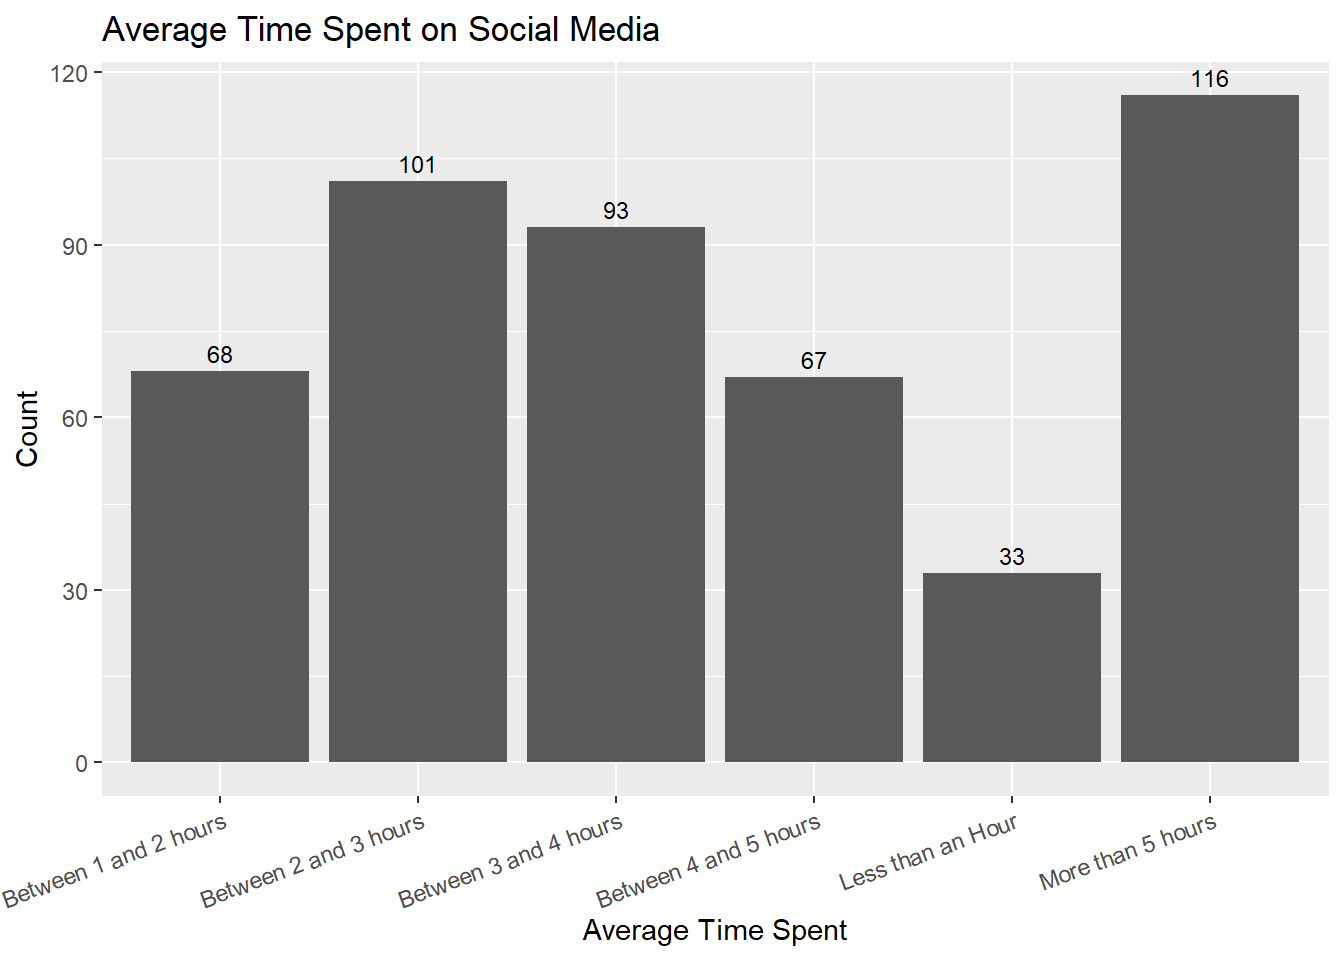 Average Time Spent on Social Media
120
90
60
30
0
Count
68
101
93
67
33
116
Between 1 and 2 hours
Between 2 and 3 hours
Between 3 and 4 hours
Between 4 and 5 hours
Less than an Hour
More than 5 hours
Average Time Spent